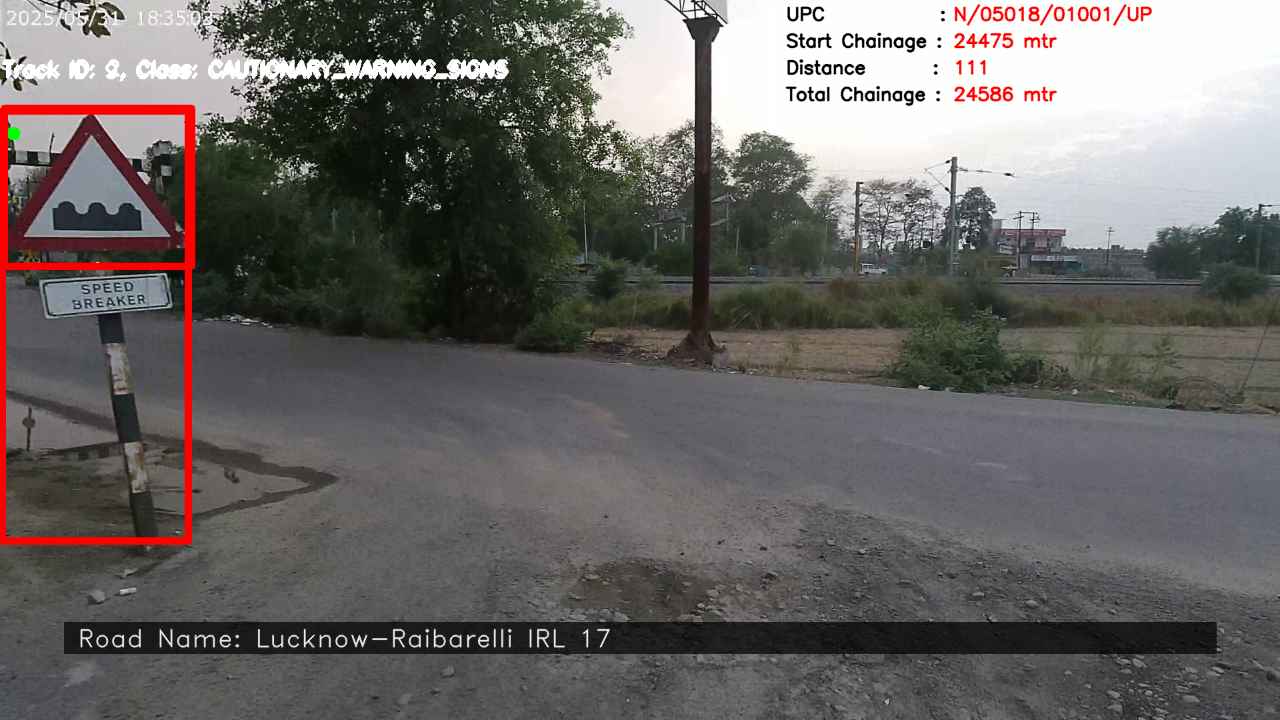 2025/05/31 18:35:03
UPC : N/05018/01001/UP
Start Chainage : 24475 mtr
Distance : 111
Total Chainage : 24586 mtr
Track ID: Class: CAUTIONARY_WARNING_SIGNS
SPEED
BREAKER
Road Name: Lucknow-Raibarelli IRL 17